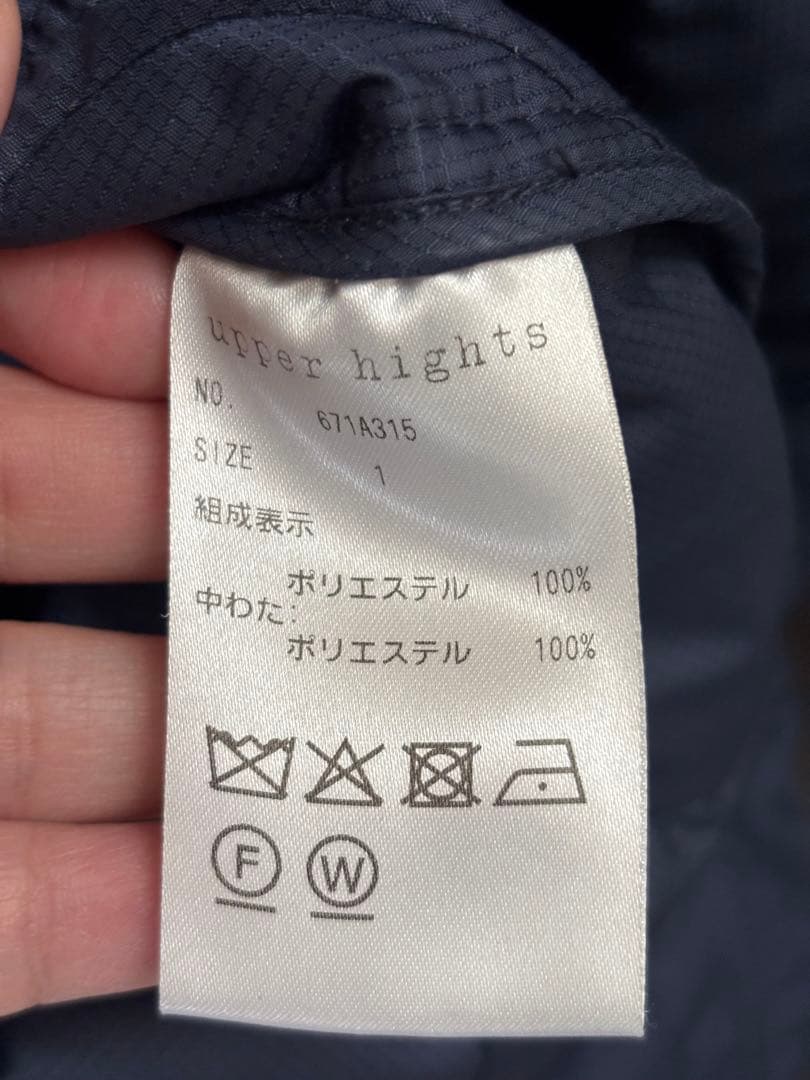 upper hights
NO. 671A315
SIZE 1
組成表示
ポリエステル 100%
中わた:
ポリエステル 100%
F W